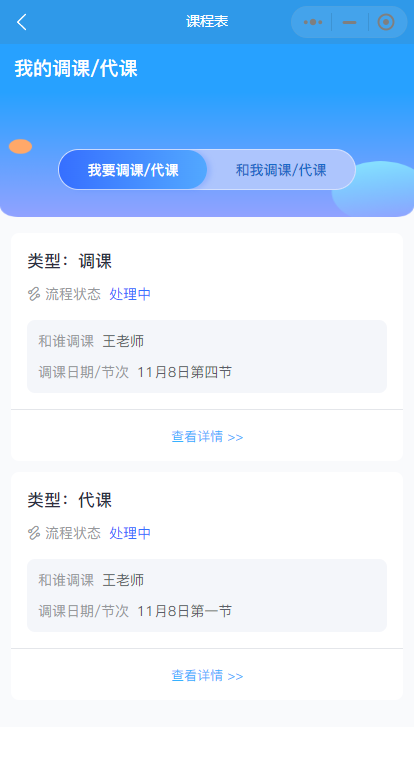 课程表
我的调课/代课
我要调课/代课
和我调课/代课
类型：调课
流程状态 处理中
和谁调课 王老师
调课日期/节次 11月8日第四节
查看详情 >>
类型：代课
流程状态 处理中
和谁调课 王老师
调课日期/节次 11月8日第一节
查看详情 >>